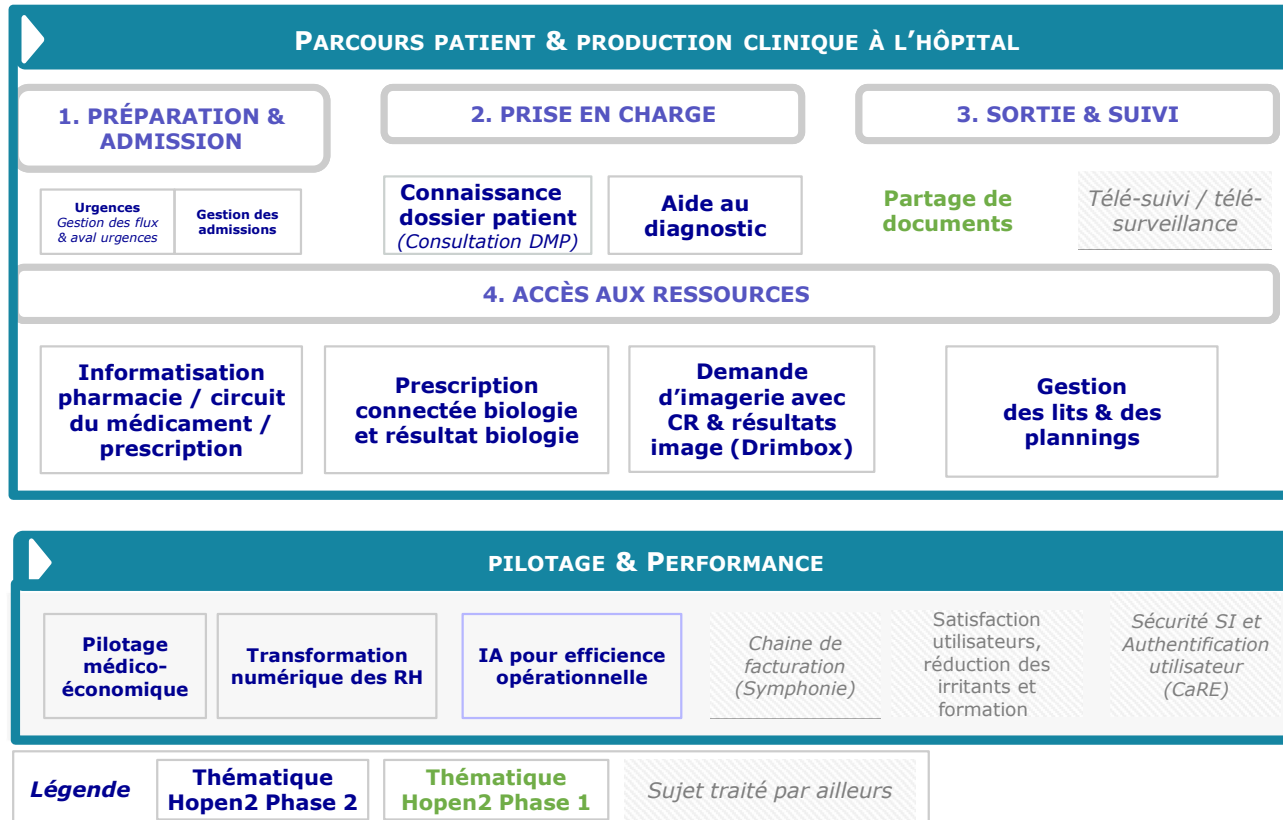 PARCOURS PATIENT & PRODUCTION CLINIQUE À L’HÔPITAL
1. PRÉPARATION &
ADMISSION
2. PRISE EN CHARGE
3. SORTIE & SUIVI
Urgences
Gestion des flux
& aval urgences
Gestion des
admissions
Connaissance
dossier patient
(Consultation DMP)
Aide au
diagnostic
Partage de
documents
Télé-suivi / télé-
surveillance
4. ACCÈS AUX RESSOURCES
Informatisation
pharmacie / circuit
du médicament /
prescription
Prescription
connectée biologie
et résultat biologie
Demande
d’imagerie avec
CR & résultats
image (Drimbox)
Gestion
des lits & des
plannings
PILOTAGE & PERFORMANCE
Pilotage
médico-
économique
Transformation
numérique des RH
IA pour efficience
opérationnelle
Chaine de
facturation
(Symphonie)
Satisfaction
utilisateurs,
réduction des
irritants et
formation
Sécurité SI et
Authentification
utilisateur
(CaRE)
Légende
Thématique
Hopen2 Phase 2
Thématique
Hopen2 Phase 1
Sujet traité par ailleurs